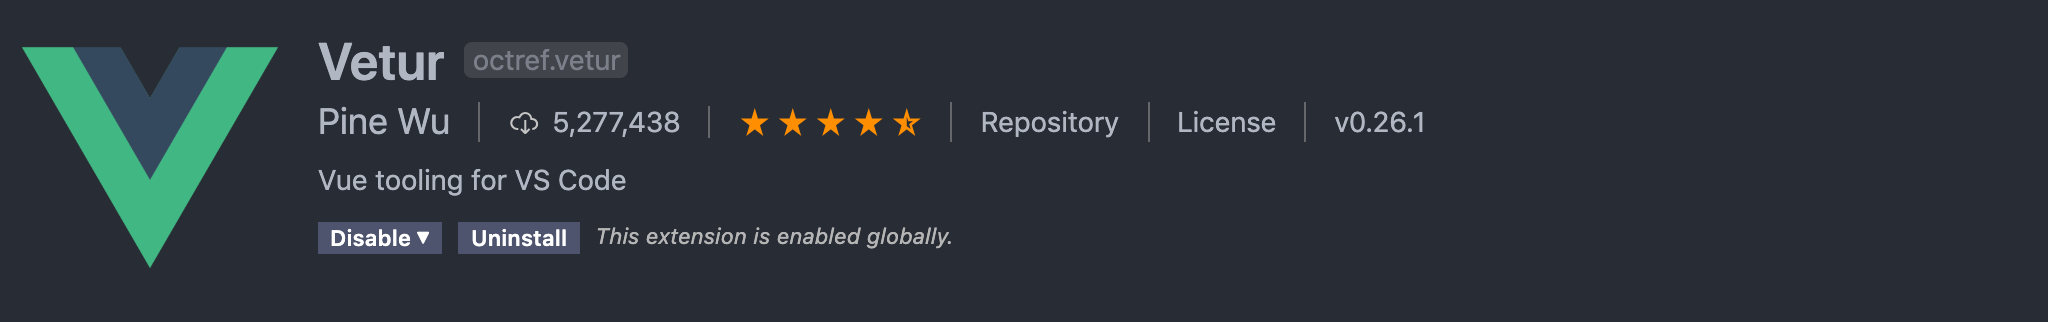 Vetur octref.vetur
Pine Wu 5,277,438 Repository License v0.26.1
Vue tooling for VS Code
Disable ▼ Uninstall This extension is enabled globally.